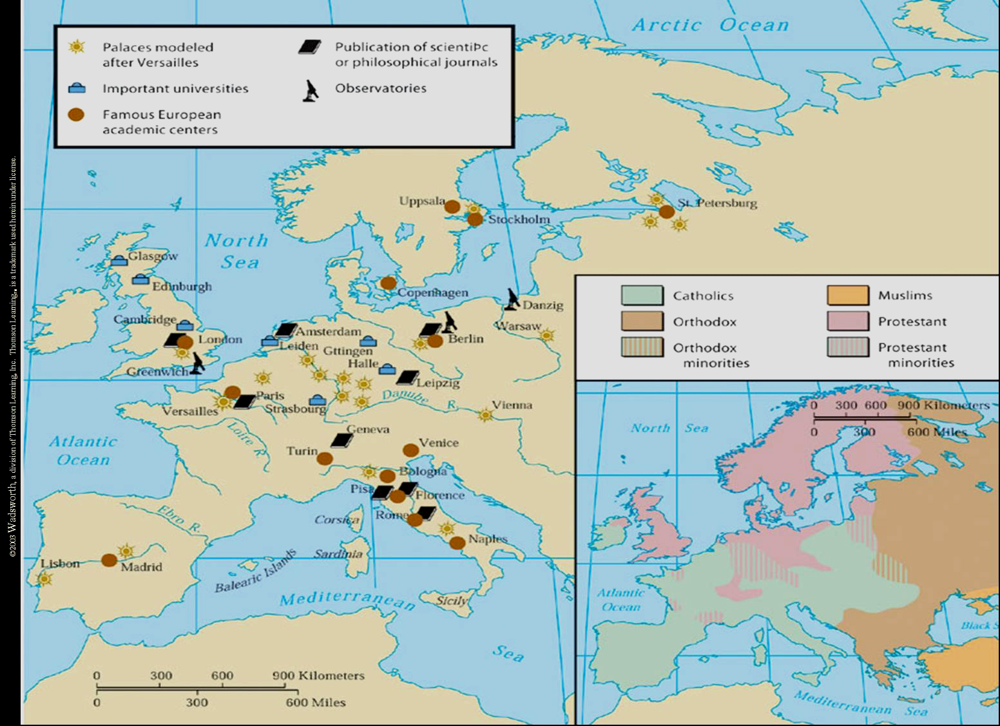 ©2003 Wadsworth, a division of Thomson Learning, Inc. Thomson Learning™ is a trademark used herein under license.
Palaces modeled
after Versailles
Important universities
Famous European
academic centers
Publication of scientiÞc
or philosophical journals
Observatories
Arctic Ocean
Uppsala
Stockholm
St. Petersburg
North
Sea
Glasgow
Edinburgh
Copenhagen
Danzig
Cambridge
London
Greenwich
Amsterdam
Leiden
Gttingen
Halle
Berlin
Warsaw
Leipzig
Paris
Versailles
Strasbourg
Danube R.
Vienna
Loire R.
Geneva
Turin
Venice
Atlantic
Ocean
Bologna
Pisa
Florence
Ebro R.
Corsica
Rome
Naples
Lisbon
Madrid
Balearic Islands
Sardinia
Mediterranean
Sicily
Sea
0 300 600 900 Kilometers
0 300 600 Miles
Catholics
Orthodox
Orthodox
minorities
Muslims
Protestant
Protestant
minorities
0 300 600 900 Kilometers
0 300 600 Miles
North Sea
Atlantic
Ocean
Black S
Mediterranean Sea